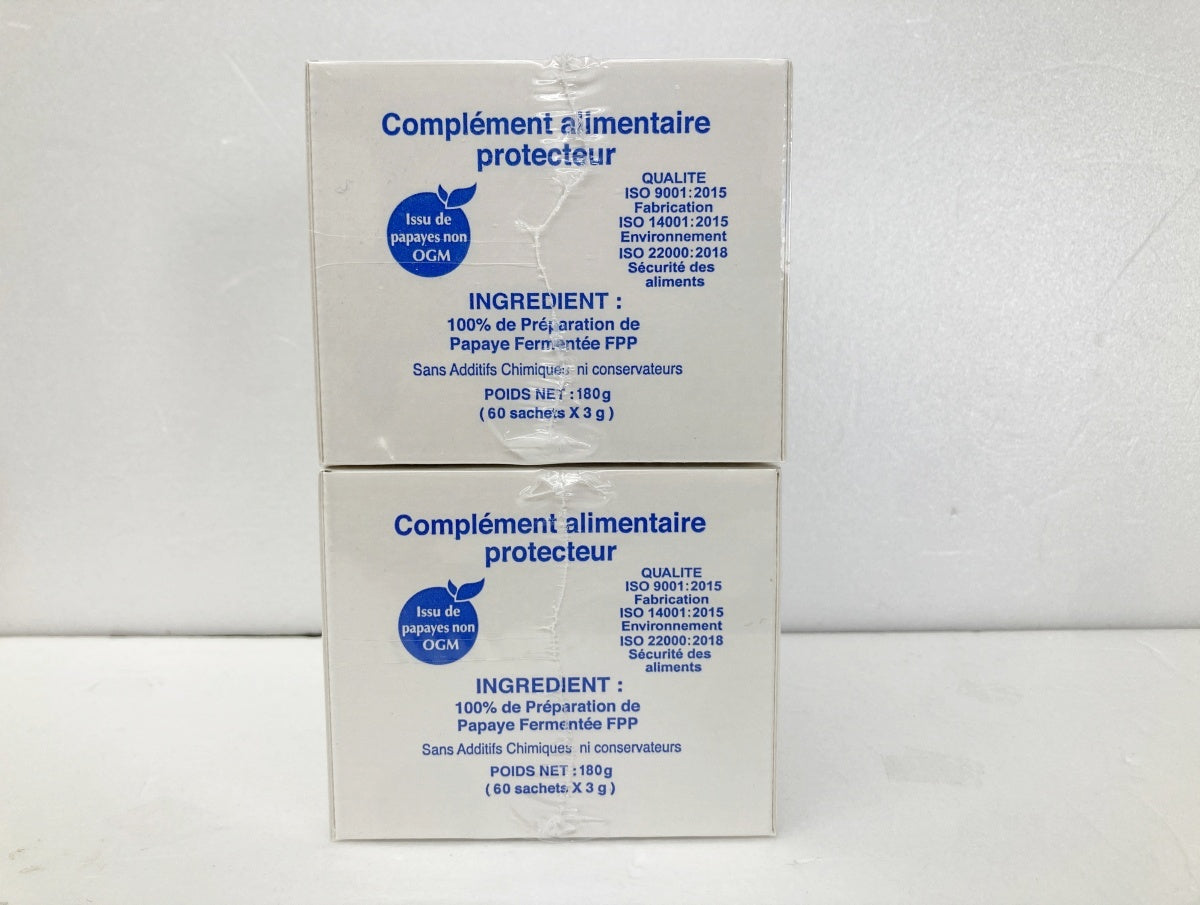 Complément alimentaire
protecteur
Issu de
papayes non
OGM
QUALITE
ISO 9001:2015
Fabrication
ISO 14001:2015
Environnement
ISO 22000:2018
Sécurité des
aliments
INGREDIENT :
100% de Préparation de
Papaye Fermentée FPP
Sans Additifs Chimiques ni conservateurs
POIDS NET :180g
( 60 sachets X 3 g )
Complément alimentaire
protecteur
Issu de
papayes non
OGM
QUALITE
ISO 9001:2015
Fabrication
ISO 14001:2015
Environnement
ISO 22000:2018
Sécurité des
aliments
INGREDIENT :
100% de Préparation de
Papaye Fermentée FPP
Sans Additifs Chimiques ni conservateurs
POIDS NET :180g
( 60 sachets X 3 g )